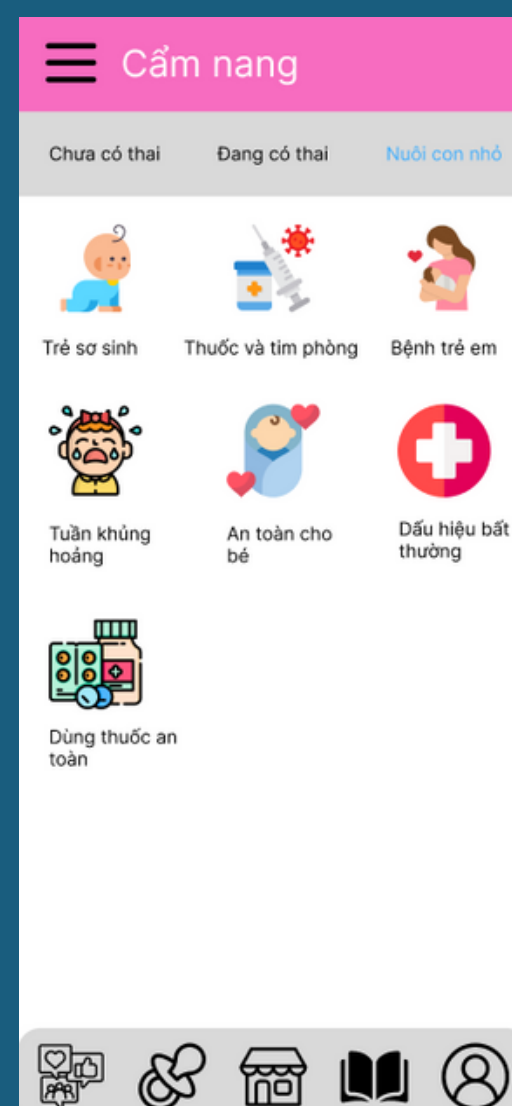 Cẩm nang
Chưa có thai Đang có thai Nuôi con nhỏ
Trẻ sơ sinh Thuốc và tim phòng Bệnh trẻ em
Tuần khủng
hoảng
An toàn cho
bé
Dấu hiệu bất
thường
Dùng thuốc an
toàn